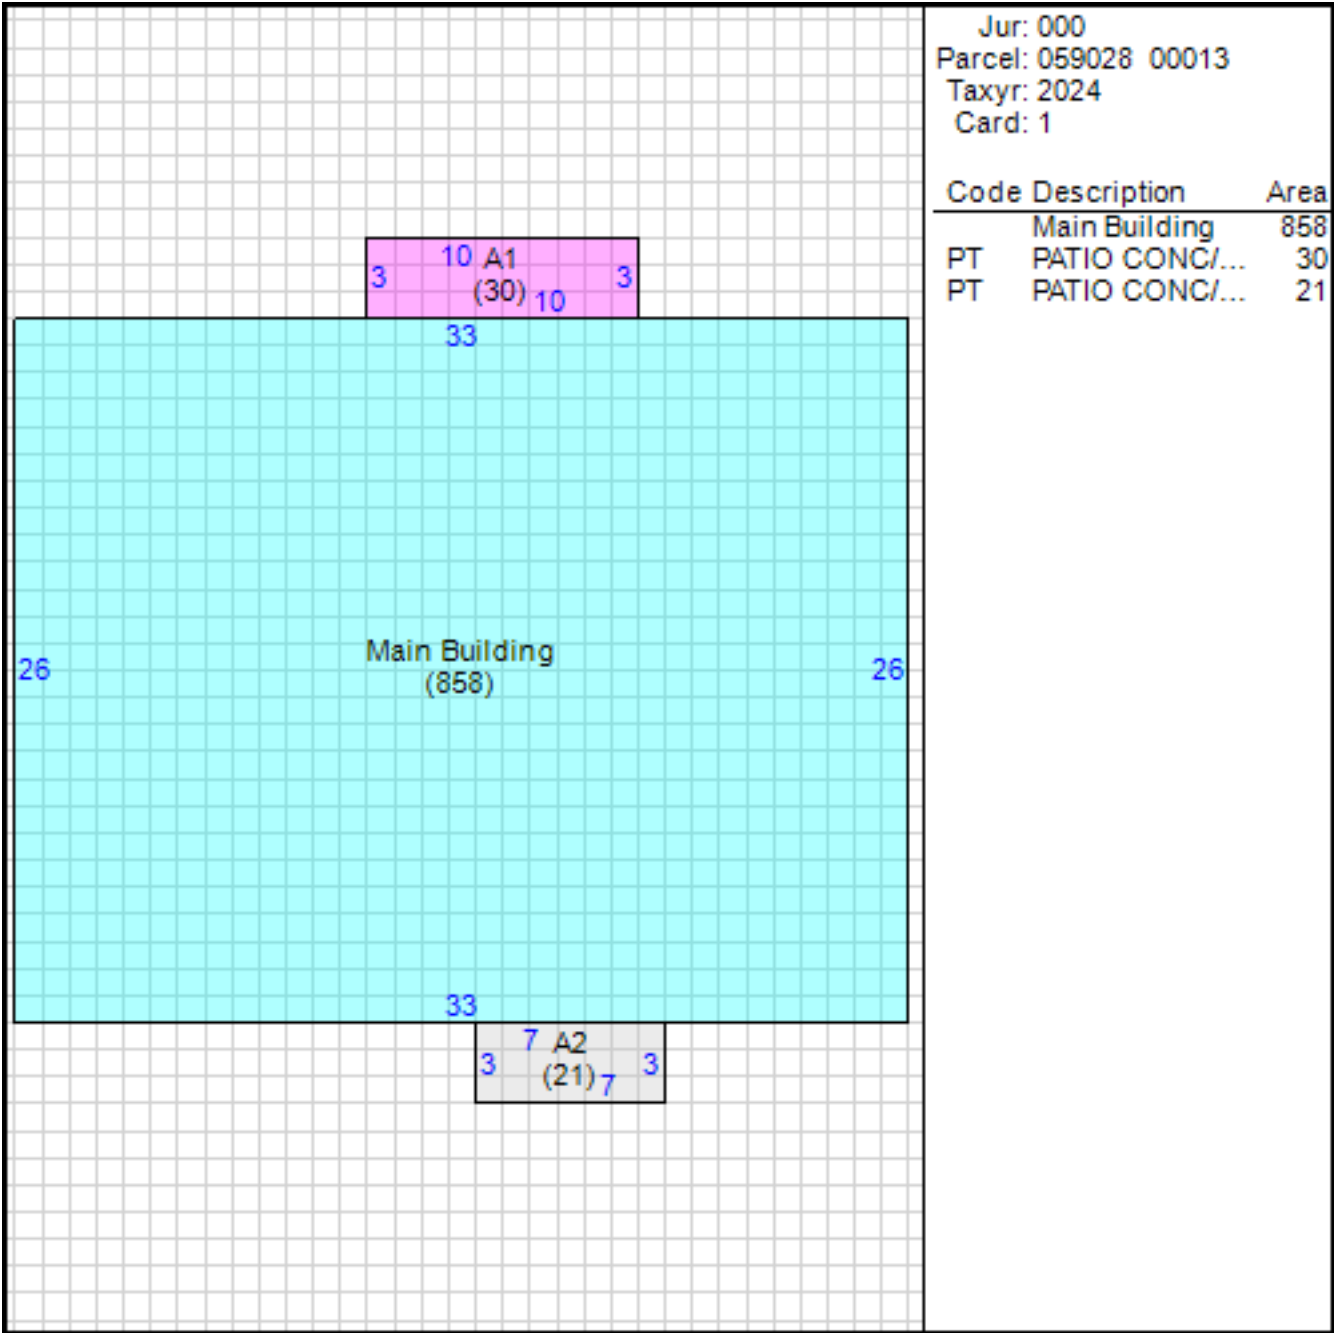 Jur: 000
Parcel: 059028 00013
Taxyr: 2024
Card: 1
Code Description Area
Main Building 858
PT PATIO CONC/... 30
PT PATIO CONC/... 21
10 A1
3 3
(30) 10
33
Main Building
26 26
(858)
33
7 A2
3 3
(21) 7